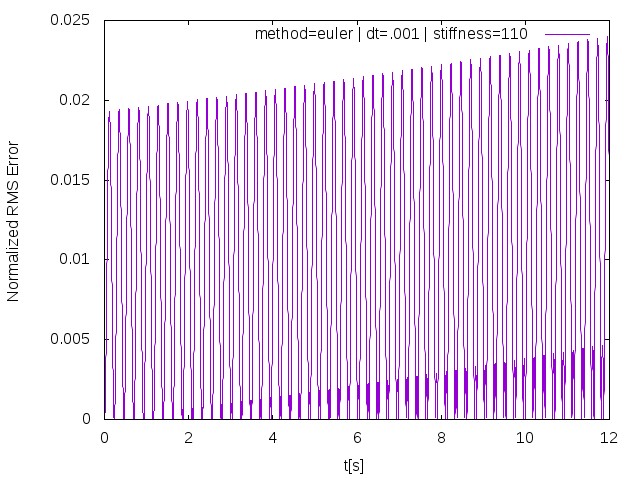 method=euler | dt=.001 | stiffness=110
Normalized RMS Error
0.025
0.02
0.015
0.01
0.005
0
0 2 4 6 8 10 12
t[s]